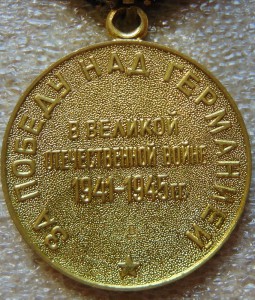 ЗА ПОБЕДУ НАД ГЕРМАНИЕЙ
В ВЕЛИКОЙ
ОТЕЧЕСТВЕННОЙ ВОЙНЕ
1941–1945 гг.